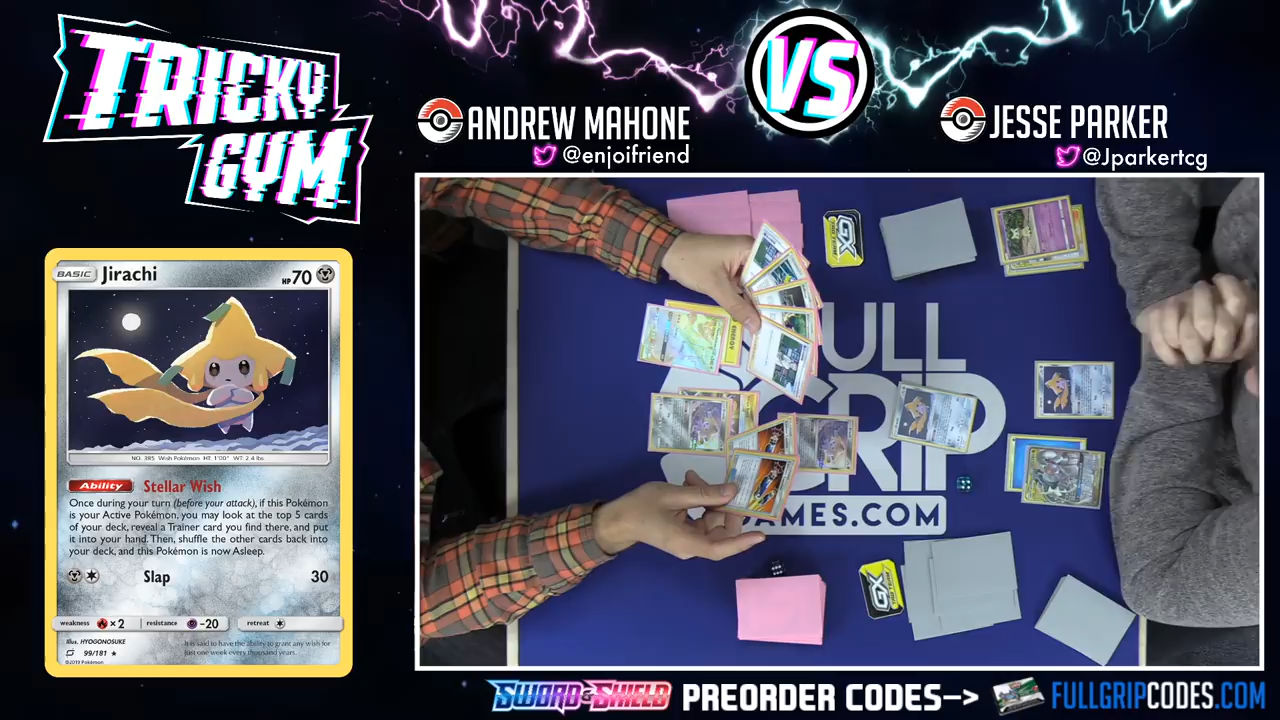 TRICKY
GYM
VS
ANDREW MAHONE
@enjoifriend
JESSE PARKER
@Jparkertcg
BASIC Jirachi HP70
NO. 385 Wish Pokémon HT: 1'00" WT: 2.4 lbs.
Ability Stellar Wish
Once during your turn (before your attack), if this Pokémon
is your Active Pokémon, you may look at the top 5 cards
of your deck, reveal a Trainer card you find there, and put
it into your hand. Then, shuffle the other cards back into
your deck, and this Pokémon is now Asleep.
Slap 30
weakness ×2 resistance -20 retreat
Illus. HYOGONOSUKE
99/181
©2019 Pokémon
It is said to have the ability to grant any wish for
just one week every thousand years.
GX
ENERGY
FULL
GRIP
GAMES.COM
GX
SWORD & SHIELD PREORDER CODES--> FULLGRIPCODES.COM